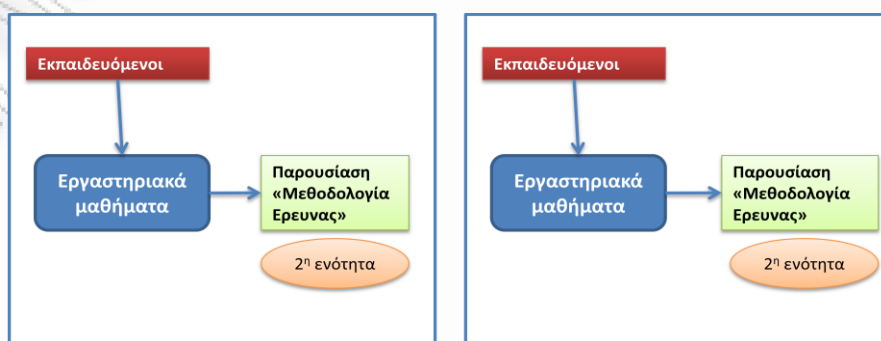 Εκπαιδευόμενοι
Εργαστηριακά
μαθήματα
Παρουσίαση
«Μεθοδολογία
Ερευνας»
2η ενότητα
Εκπαιδευόμενοι
Εργαστηριακά
μαθήματα
Παρουσίαση
«Μεθοδολογία
Ερευνας»
2η ενότητα